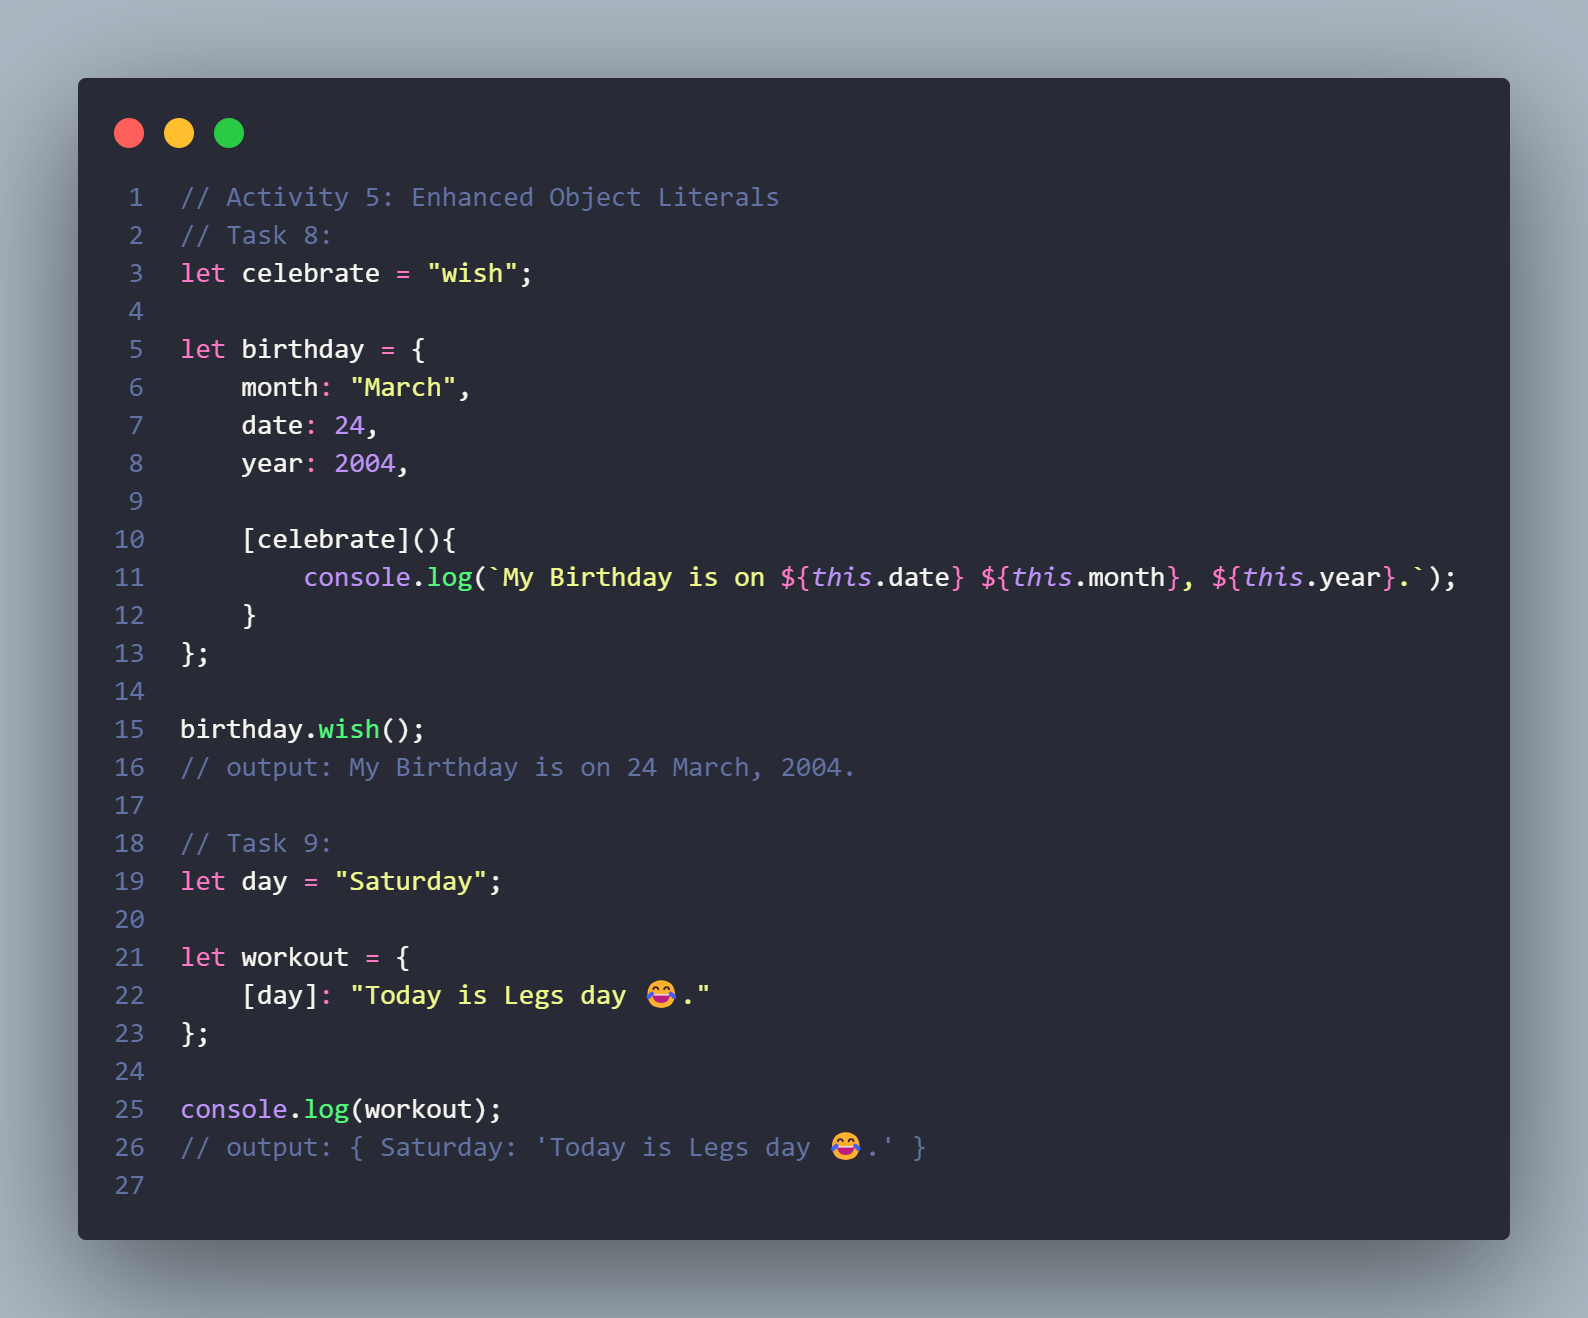 1 // Activity 5: Enhanced Object Literals
2 // Task 8:
3 let celebrate = "wish";
4
5 let birthday = {
6     month: "March",
7     date: 24,
8     year: 2004,
9
10     [celebrate](){
11         console.log(`My Birthday is on ${this.date} ${this.month}, ${this.year}.`);
12     }
13 };
14
15 birthday.wish();
16 // output: My Birthday is on 24 March, 2004.
17
18 // Task 9:
19 let day = "Saturday";
20
21 let workout = {
22     [day]: "Today is Legs day 😂."
23 };
24
25 console.log(workout);
26 // output: { Saturday: 'Today is Legs day 😂.' }
27